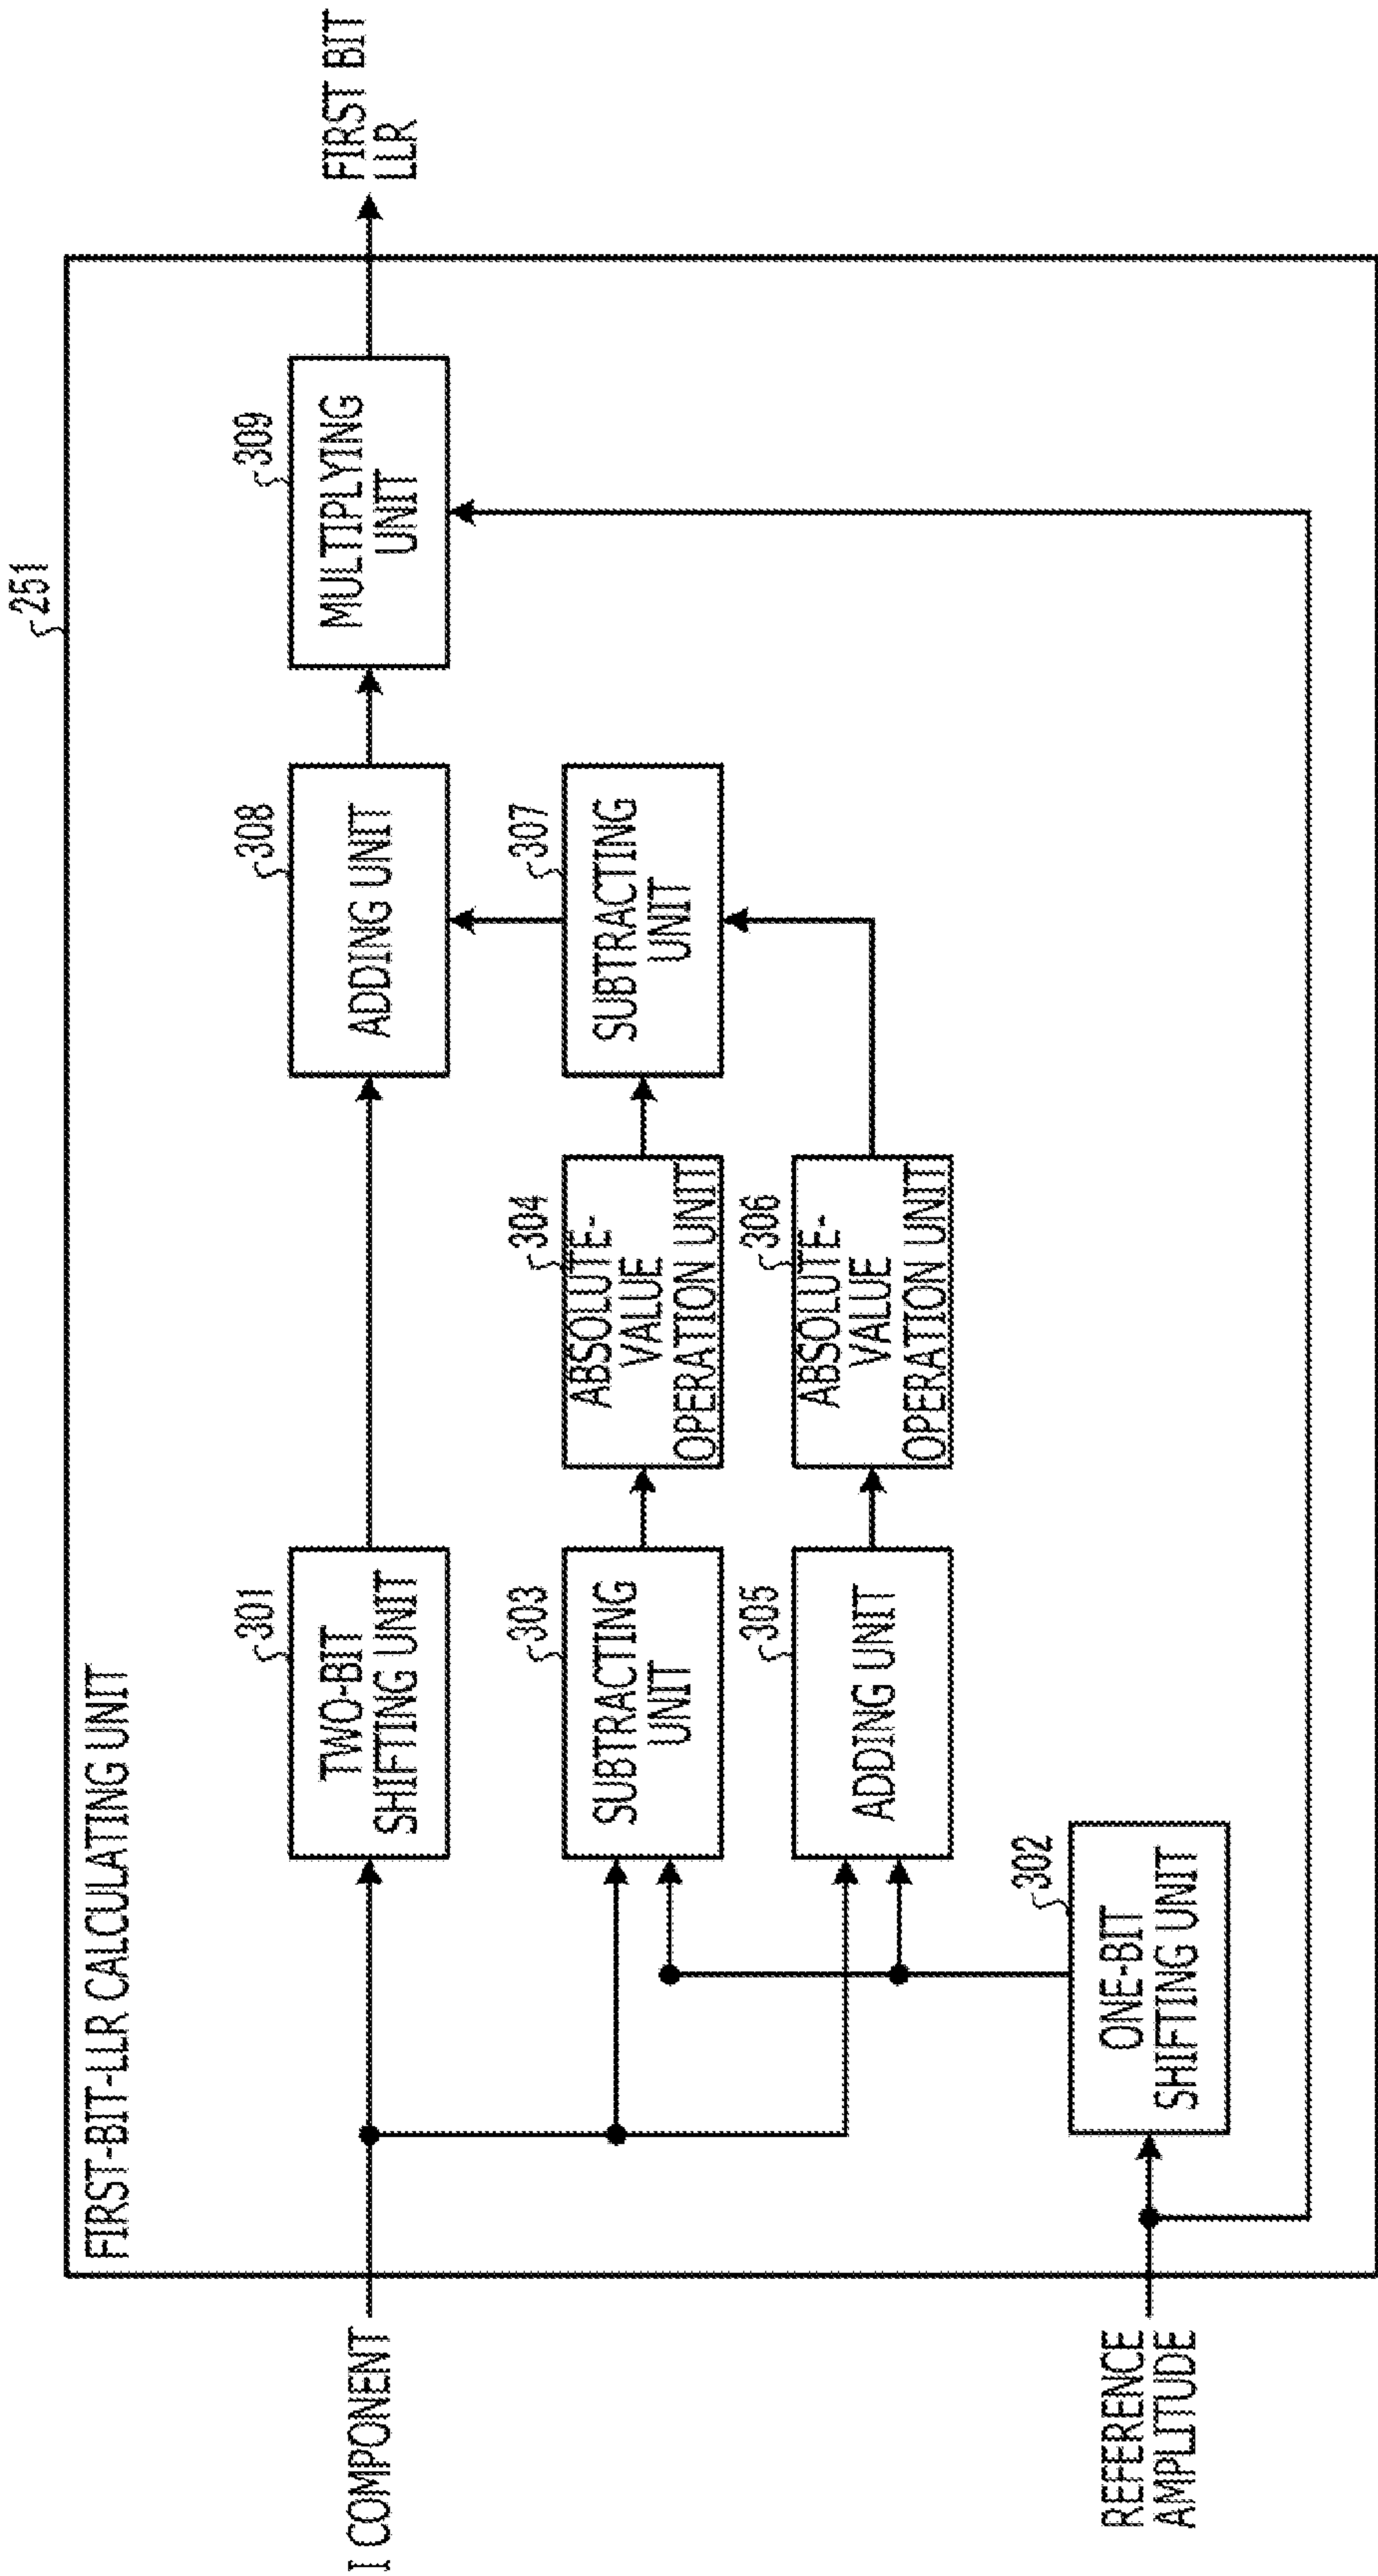 251
FIRST-BIT-LLR CALCULATING UNIT
I COMPONENT
301
TWO-BIT
SHIFTING UNIT
308
ADDING UNIT
309
MULTIPLYING
UNIT
FIRST BIT
LLR
303
SUBTRACTING
UNIT
304
ABSOLUTE-
VALUE
OPERATION UNIT
307
SUBTRACTING
UNIT
305
ADDING UNIT
306
ABSOLUTE-
VALUE
OPERATION UNIT
302
ONE-BIT
SHIFTING UNIT
REFERENCE
AMPLITUDE